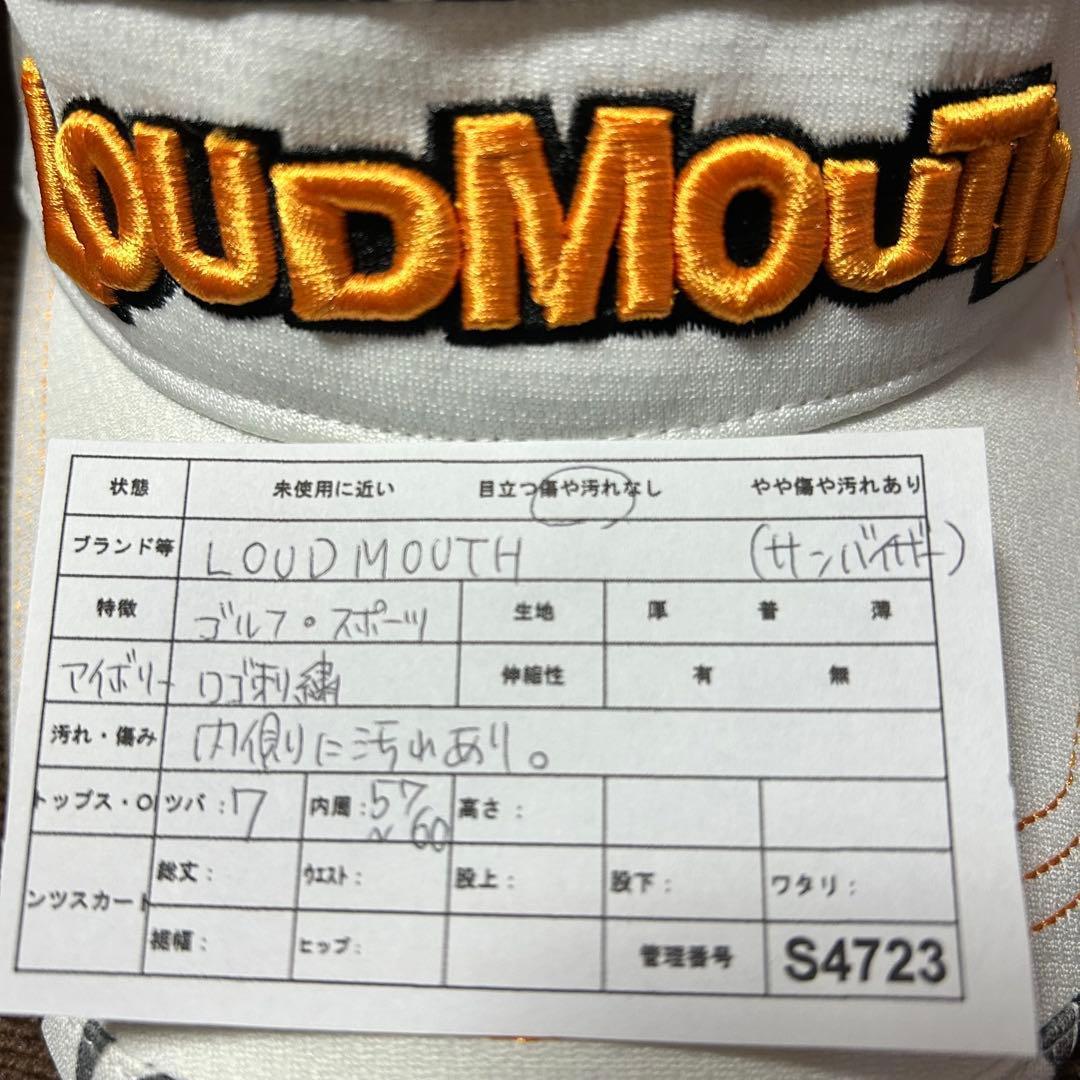 LOUDMOUTH
状態 未使用に近い 目立つ傷や汚れなし やや傷や汚れあり
ブランド等 LOUDMOUTH (サンバイザー)
特徴 ゴルフ・スポーツ 生地 厚 普 薄
アイボリー ロゴ刺繍 伸縮性 有 無
汚れ・傷み 内側に汚れあり。
トップス・O ツバ:7 内周:57~60 高さ:
ンツスカート 総丈: ウエスト: 股上: 股下: ワタリ:
裾幅: ヒップ: 管理番号 S4723